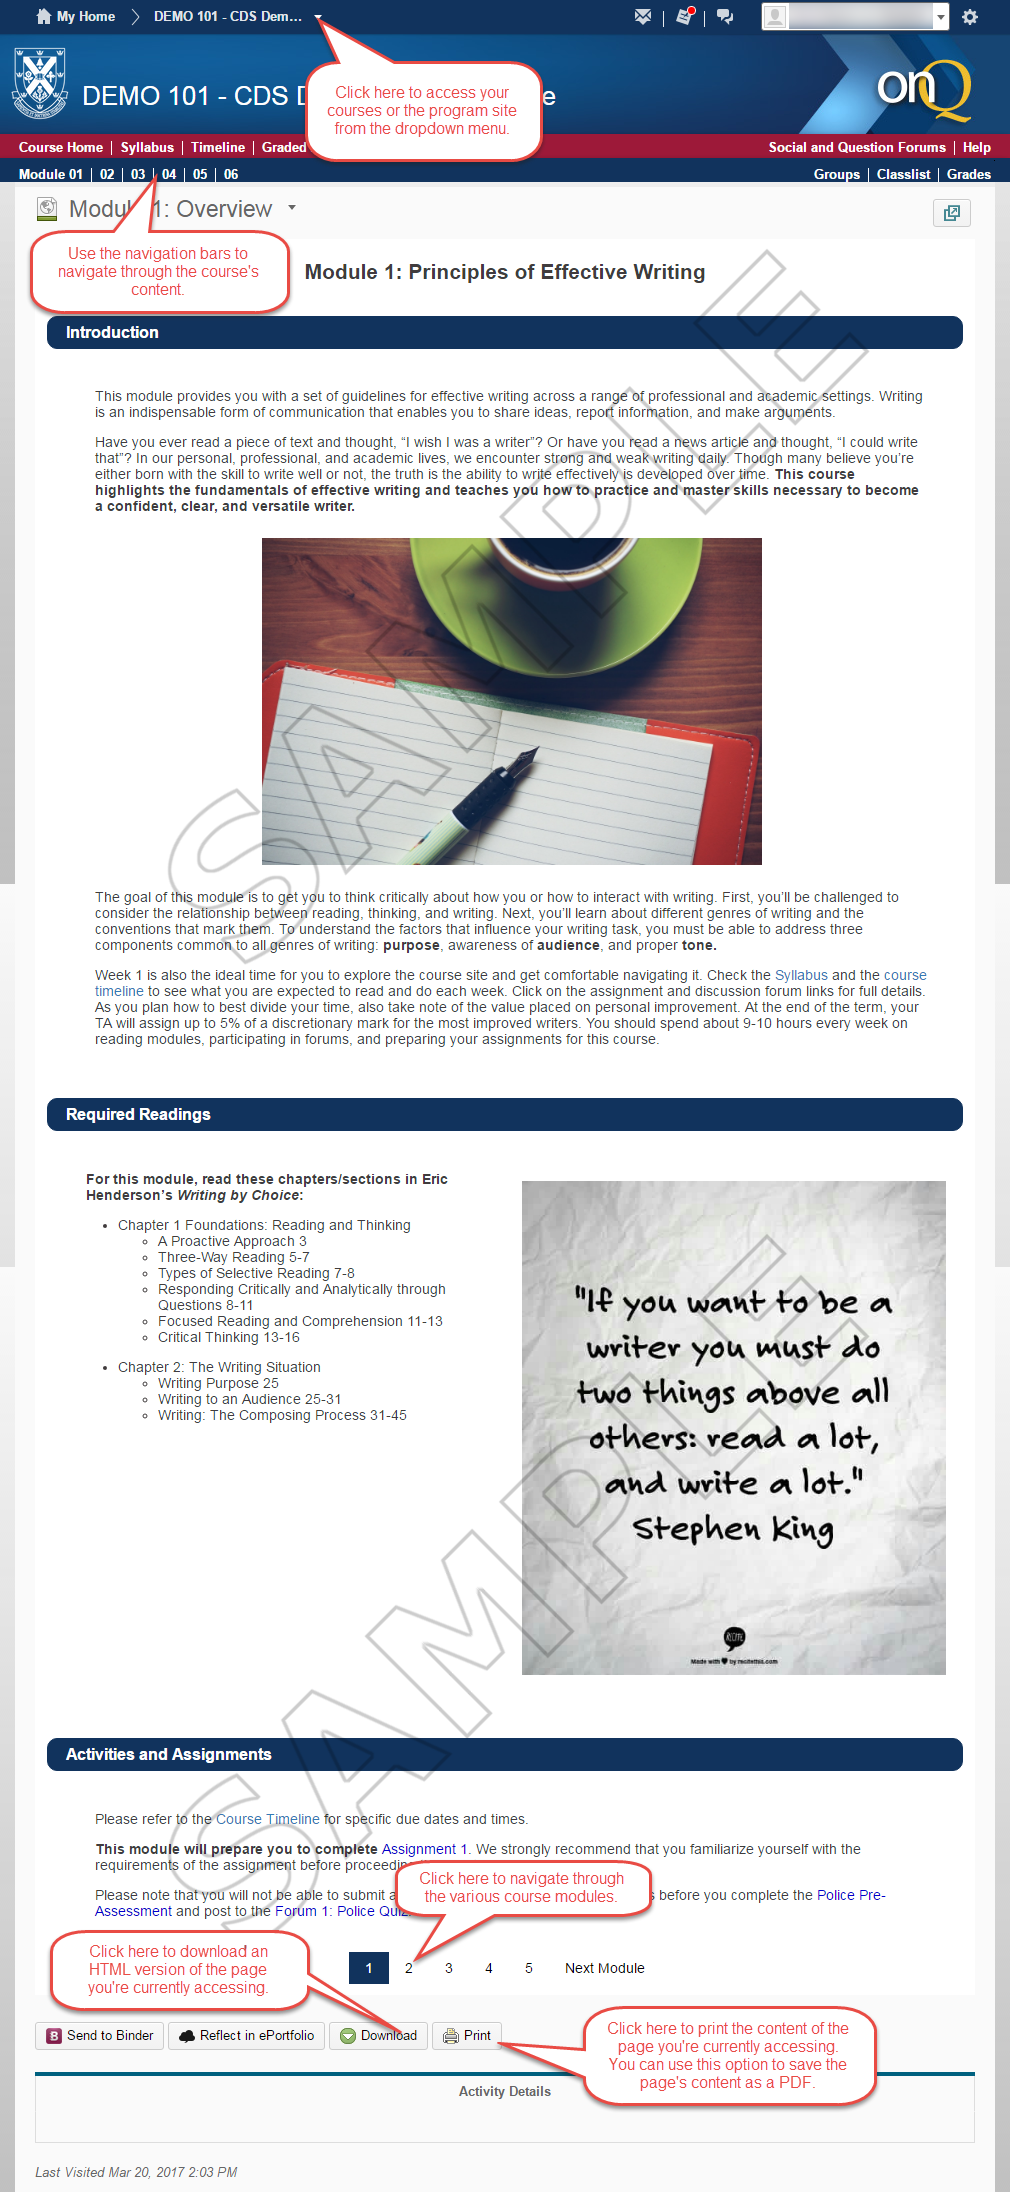 My Home
DEMO 101 - CDS Dem...
DEMO 101 - CDS
e
onQ
Click here to access your
courses or the program site
from the dropdown menu.
Course Home | Syllabus | Timeline | Graded
Social and Question Forums | Help
Module 01 | 02 | 03 | 04 | 05 | 06
Groups | Classlist | Grades
Module 1: Overview
Use the navigation bars to
navigate through the course's
content.
Module 1: Principles of Effective Writing
Introduction
This module provides you with a set of guidelines for effective writing across a range of professional and academic settings. Writing
is an indispensable form of communication that enables you to share ideas, report information, and make arguments.
Have you ever read a piece of text and thought, “I wish I was a writer”? Or have you read a news article and thought, “I could write
that”? In our personal, professional, and academic lives, we encounter strong and weak writing daily. Though many believe you’re
either born with the skill to write well or not, the truth is the ability to write effectively is developed over time. This course
highlights the fundamentals of effective writing and teaches you how to practice and master skills necessary to become
a confident, clear, and versatile writer.
SAMPLE
The goal of this module is to get you to think critically about how you or how to interact with writing. First, you’ll be challenged to
consider the relationship between reading, thinking, and writing. Next, you’ll learn about different genres of writing and the
conventions that mark them. To understand the factors that influence your writing task, you must be able to address three
components common to all genres of writing: purpose, awareness of audience, and proper tone.
Week 1 is also the ideal time for you to explore the course site and get comfortable navigating it. Check the Syllabus and the course
timeline to see what you are expected to read and do each week. Click on the assignment and discussion forum links for full details.
As you plan how to best divide your time, also take note of the value placed on personal improvement. At the end of the term, your
TA will assign up to 5% of a discretionary mark for the most improved writers. You should spend about 9-10 hours every week on
reading modules, participating in forums, and preparing your assignments for this course.
Required Readings
For this module, read these chapters/sections in Eric
Henderson’s Writing by Choice:
Chapter 1 Foundations: Reading and Thinking
A Proactive Approach 3
Three-Way Reading 5-7
Types of Selective Reading 7-8
Responding Critically and Analytically through
Questions 8-11
Focused Reading and Comprehension 11-13
Critical Thinking 13-16
Chapter 2: The Writing Situation
Writing Purpose 25
Writing to an Audience 25-31
Writing: The Composing Process 31-45
"If you want to be a
writer you must do
two things above all
others: read a lot,
and write a lot."
Stephen King
RECITE
Made with by recitethis.com
SAMPLE
Activities and Assignments
Please refer to the Course Timeline for specific due dates and times.
This module will prepare you to complete Assignment 1. We strongly recommend that you familiarize yourself with the
requirements of the assignment before proceeding
Click here to navigate through
the various course modules.
Please note that you will not be able to submit a
s before you complete the Police Pre-
Assessment and post to the Forum 1: Police Quiz
Click here to download an
HTML version of the page
you're currently accessing.
1 2 3 4 5 Next Module
Send to Binder
Reflect in ePortfolio
Download
Print
Click here to print the content of the
page you're currently accessing.
You can use this option to save the
page's content as a PDF.
Activity Details
Last Visited Mar 20, 2017 2:03 PM